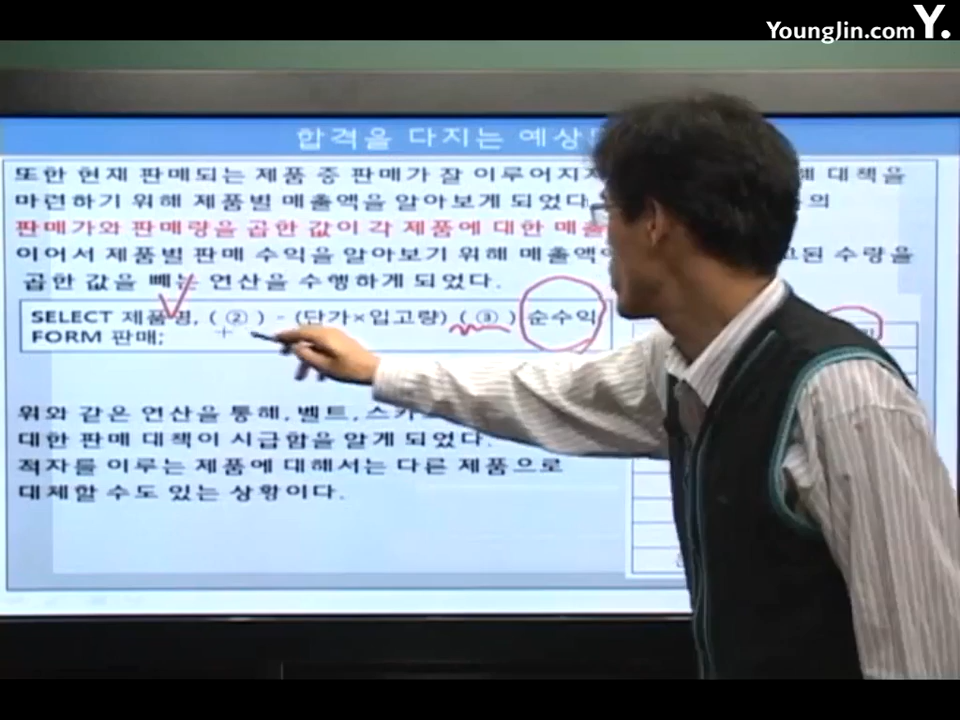 YoungJin.com Y.
합격을 다지는 예상
또한 현재 판매되는 제품 중 판매가 잘 이루어지지 대책을
마련하기 위해 제품별 매출액을 알아보게 되었다. 의
판매가와 판매량을 곱한 값이 각 제품에 대한 매출
이어서 제품별 판매 수익을 알아보기 위해 매출액에 고된 수량을
곱한 값을 빼는 연산을 수행하게 되었다.
SELECT 제품명, ( ② ) - (단가×입고량) ( ③ ) 순수익
FORM 판매;
위와 같은 연산을 통해, 벨트, 스카
대한 판매 대책이 시급함을 알게 되었다.
적자를 이루는 제품에 대해서는 다른 제품으로
대체할 수도 있는 상황이다.